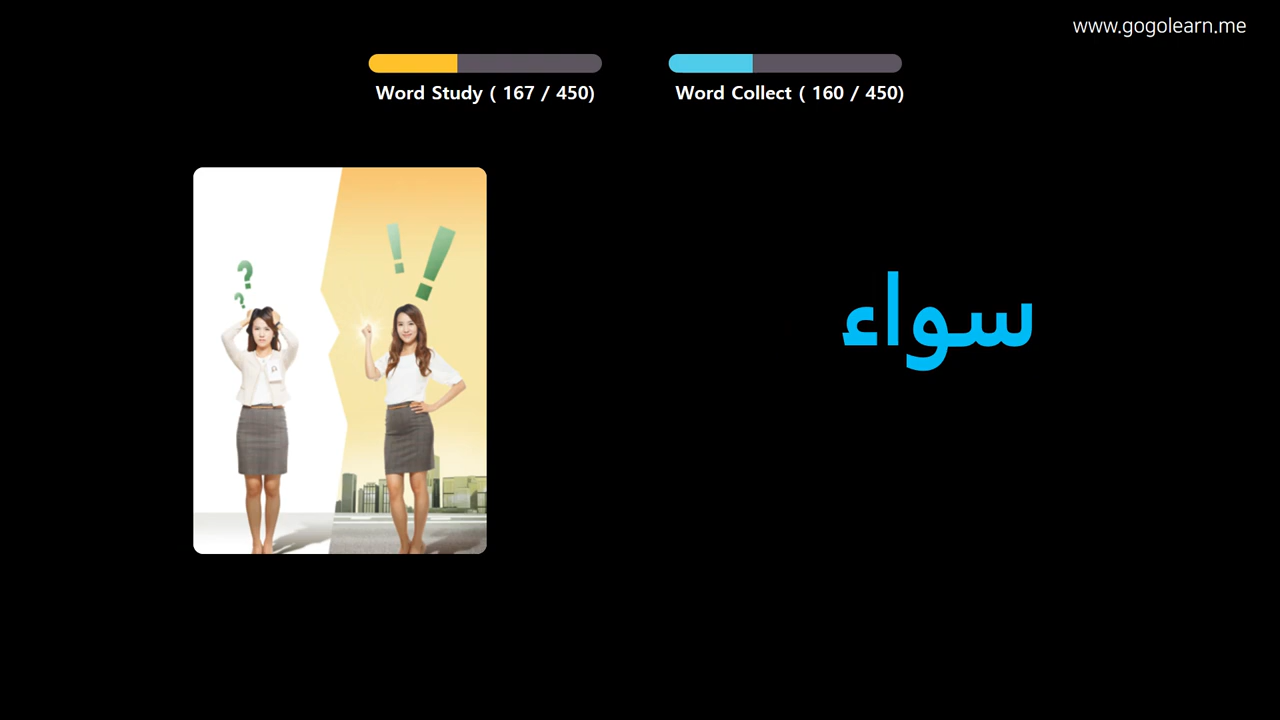 www.gogolearn.me
Word Study ( 167 / 450)
Word Collect ( 160 / 450)
? ?
! !
سواء